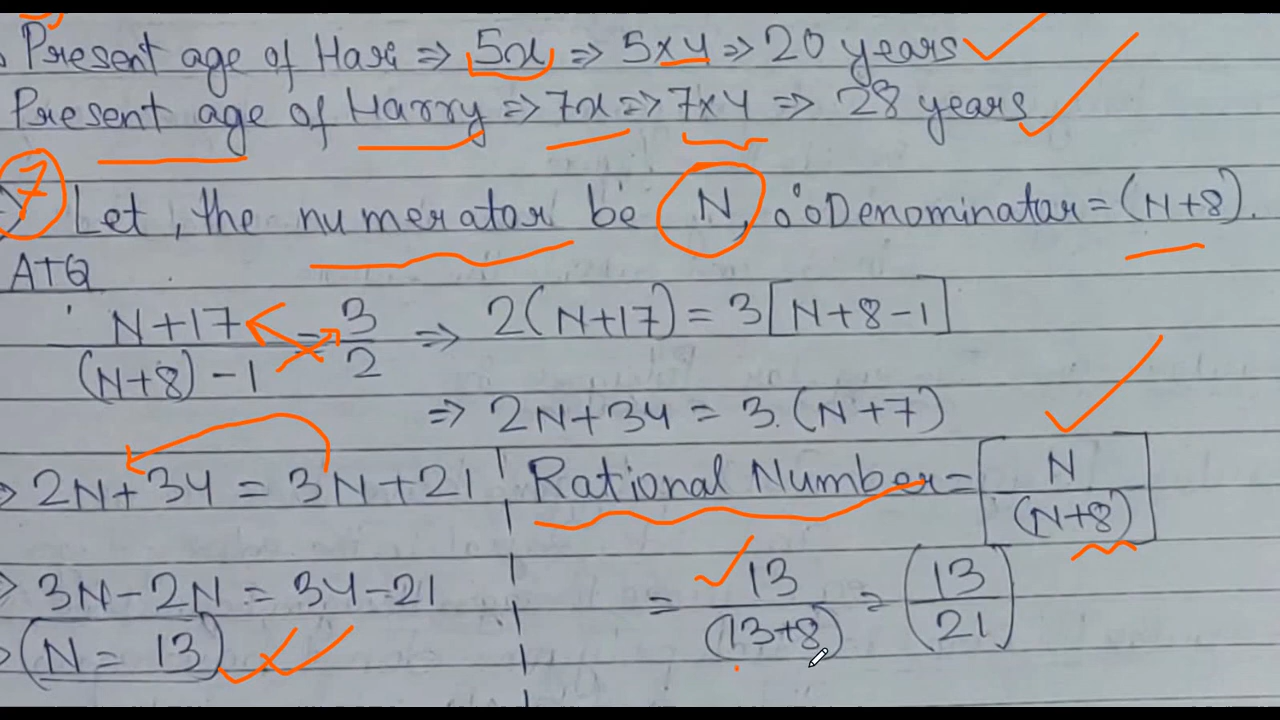 Present age of Hari ⇒ 5x ⇒ 5×4 ⇒ 20 years
Present age of Harry ⇒ 7x ⇒ 7×4 ⇒ 28 years
7 Let, the numerator be N, ∴ Denominator = (N+8).
ATQ
N+17/(N+8)-1 = 3/2 ⇒ 2(N+17) = 3[N+8-1]
⇒ 2N+34 = 3.(N+7)
⇒ 2N+34 = 3N+21
Rational Number = N/(N+8)
⇒ 3N-2N = 34-21
= 13/(13+8) = (13/21)
⇒ N = 13